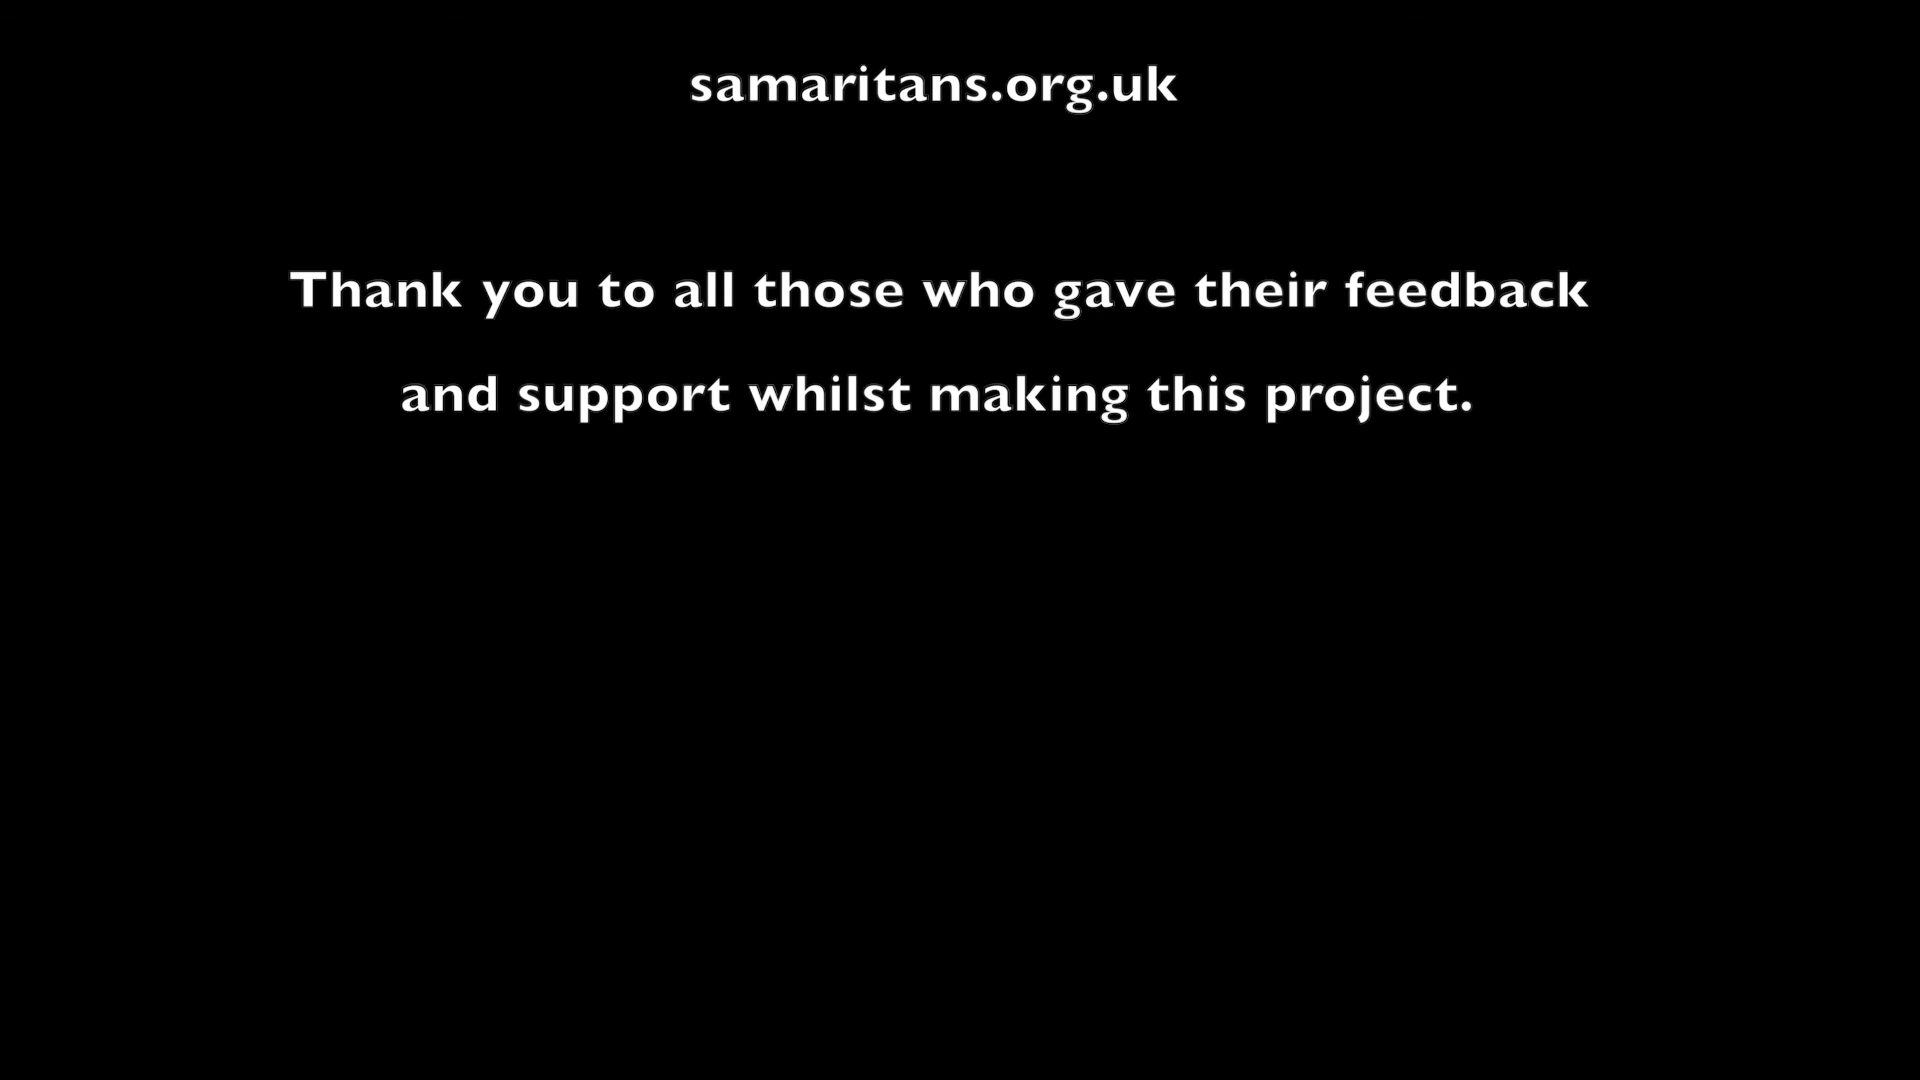 samaritans.org.uk
Thank you to all those who gave their feedback
and support whilst making this project.